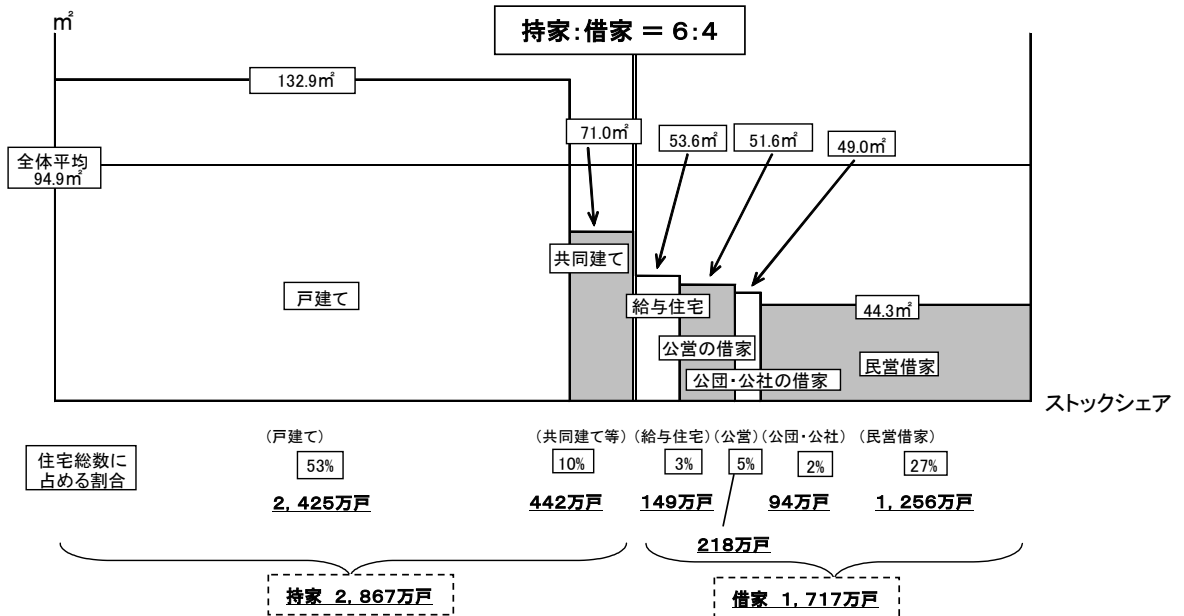 ㎡
持家：借家 ＝ 6：4
132.9㎡
71.0㎡
53.6㎡
51.6㎡
49.0㎡
全体平均
94.9㎡
共同建て
戸建て
給与住宅
44.3㎡
公営の借家
民営借家
公団・公社の借家
ストックシェア
（戸建て） （共同建て等） （給与住宅） （公営） （公団・公社） （民営借家）
住宅総数に
占める割合
53% 10% 3% 5% 2% 27%
2，425万戸 442万戸 149万戸 94万戸 1，256万戸
218万戸
持家 2，867万戸 借家 1，717万戸